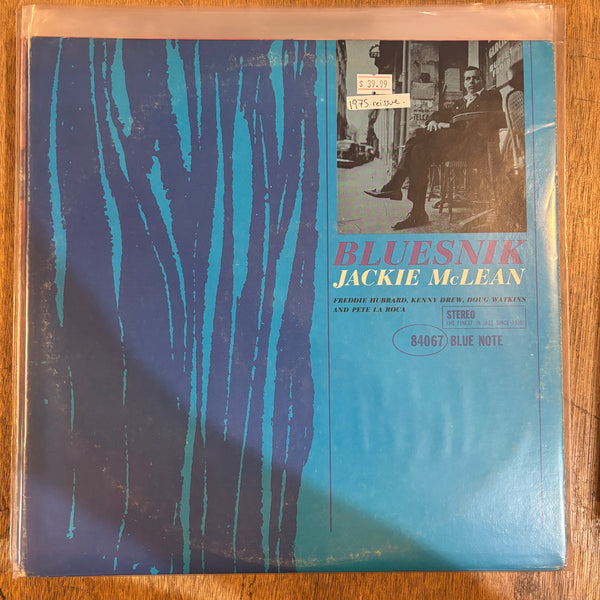 $ 39.99
1975 reissue.
BLUESNIK
JACKIE McLEAN
FREDDIE HUBBARD, KENNY DREW, DOUG WATKINS
AND PETE LA ROCA
STEREO
THE FINEST IN JAZZ SINCE 1939
84067 BLUE NOTE